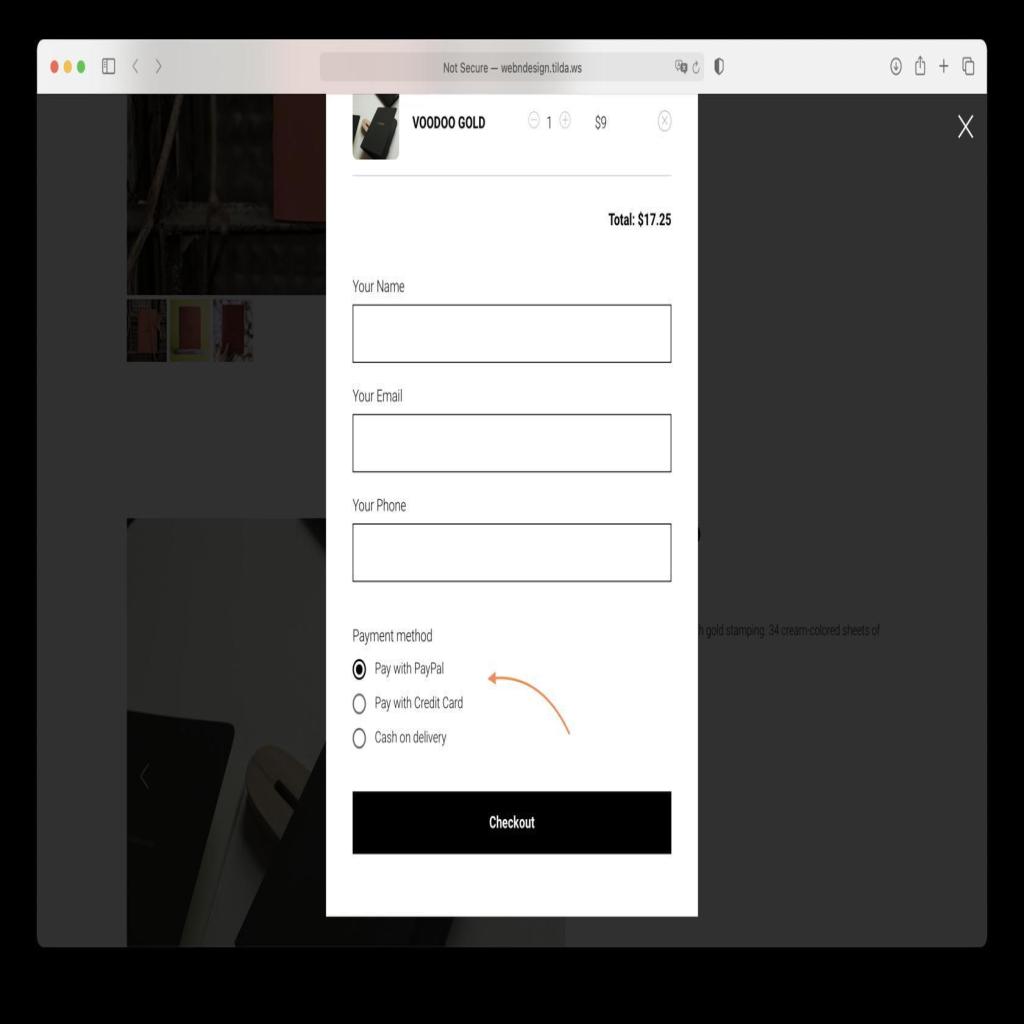 Not Secure — webndesign.tilda.ws
VOODOO GOLD 1 $9
Total: $17.25
Your Name
Your Email
Your Phone
Payment method
gold stamping. 34 cream-colored sheets of
Pay with PayPal
Pay with Credit Card
Cash on delivery
Checkout